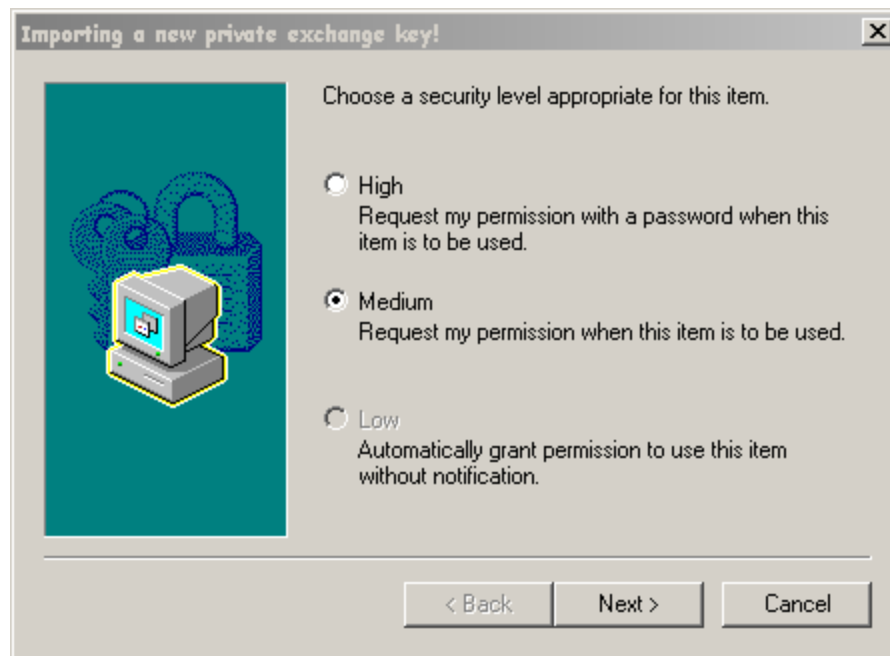 Importing a new private exchange key!
Choose a security level appropriate for this item.
High
Request my permission with a password when this
item is to be used.
Medium
Request my permission when this item is to be used.
Low
Automatically grant permission to use this item
without notification.
< Back
Next >
Cancel